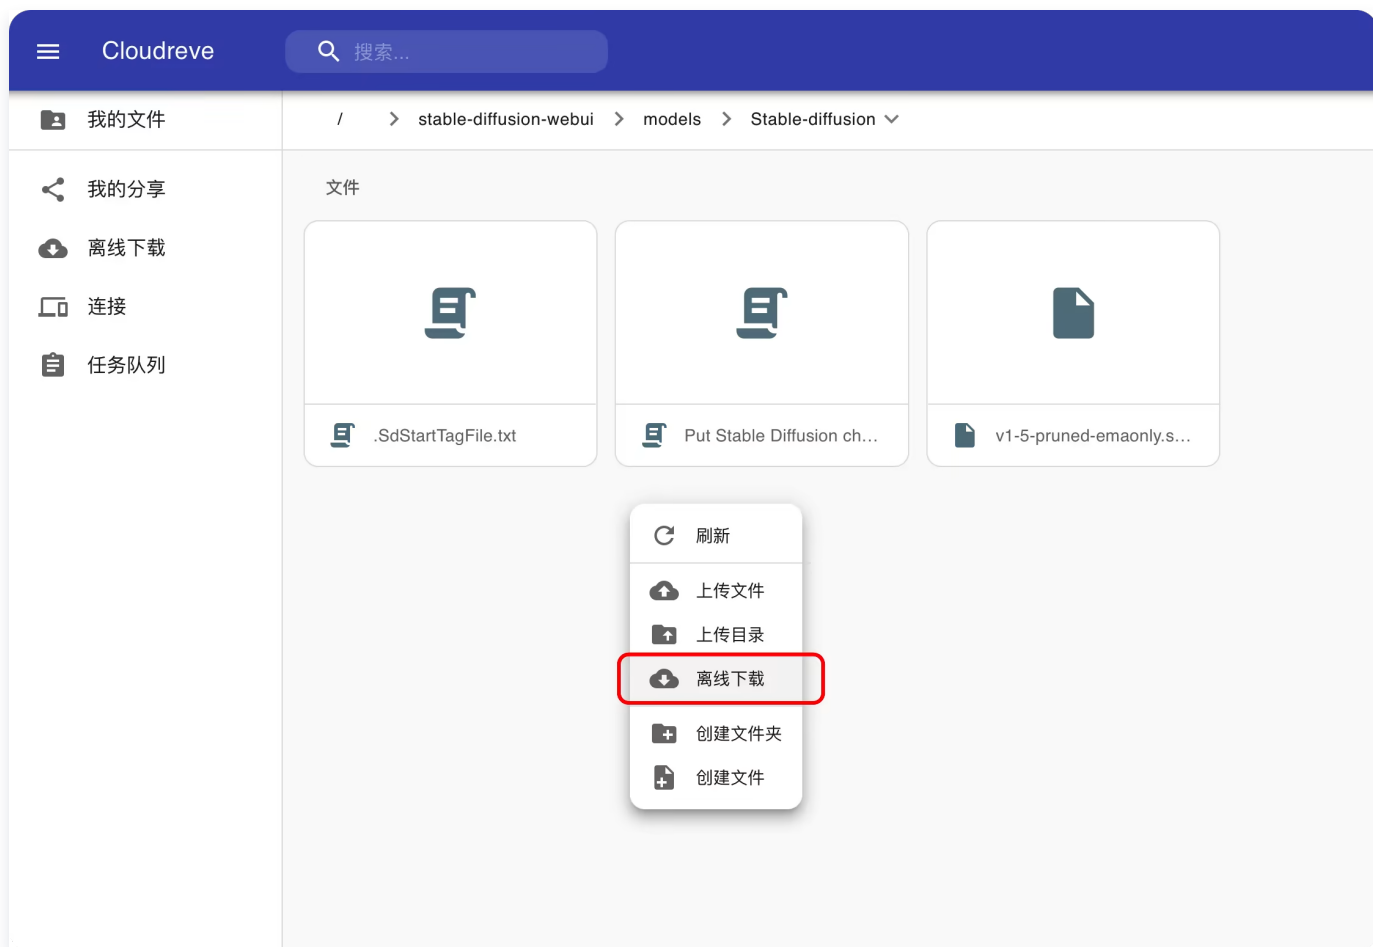 Cloudreve
搜索...
我的文件
我的分享
离线下载
连接
任务队列
/ stable-diffusion-webui models Stable-diffusion
文件
.SdStartTagFile.txt
Put Stable Diffusion ch...
v1-5-pruned-emaonly.s...
刷新
上传文件
上传目录
离线下载
创建文件夹
创建文件